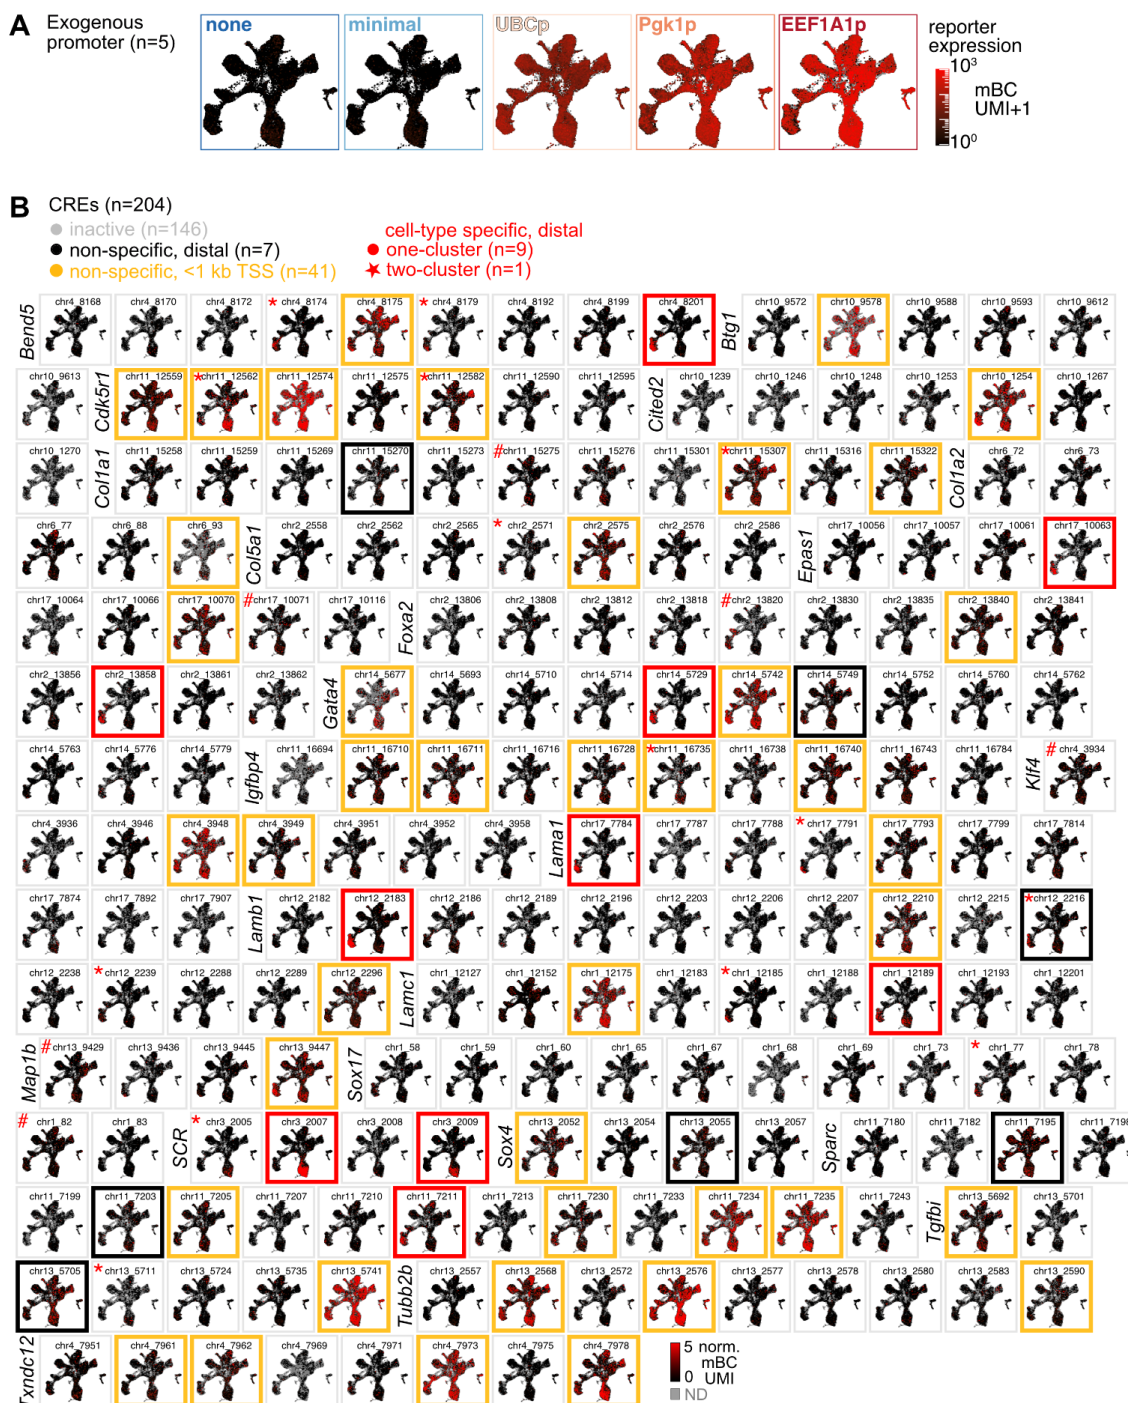 A
Exogenous
promoter (n=5)
none
minimal
UBCp
Pgk1p
EEF1A1p
reporter
expression
10³
mBC
UMI+1
10⁰
B
CREs (n=204)
inactive (n=146)
non-specific, distal (n=7)
non-specific, <1 kb TSS (n=41)
cell-type specific, distal
one-cluster (n=9)
two-cluster (n=1)
Bend5 chr4_8168 chr4_8170 chr4_8172 * chr4_8174 chr4_8175 * chr4_8179 chr4_8192 chr4_8199 chr4_8201 Btg1 chr10_9572 chr10_9578 chr10_9588 chr10_9593 chr10_9612
chr10_9613 Cdk5r1 chr11_12559 * chr11_12562 chr11_12574 chr11_12575 * chr11_12582 chr11_12590 chr11_12595 Cited2 chr10_1239 chr10_1246 chr10_1248 chr10_1253 chr10_1254 chr10_1267
chr10_1270 Col1a1 chr11_15258 chr11_15259 chr11_15269 chr11_15270 chr11_15273 # chr11_15275 chr11_15276 chr11_15301 * chr11_15307 chr11_15316 chr11_15322 Col1a2 chr6_72 chr6_73
chr6_77 chr6_88 chr6_93 Col5a1 chr2_2558 chr2_2562 chr2_2565 * chr2_2571 chr2_2575 chr2_2576 chr2_2586 Epas1 chr17_10056 chr17_10057 chr17_10061 chr17_10063
chr17_10064 chr17_10066 chr17_10070 # chr17_10071 chr17_10116 Foxa2 chr2_13806 chr2_13808 chr2_13812 chr2_13818 # chr2_13820 chr2_13830 chr2_13835 chr2_13840 chr2_13841
chr2_13856 chr2_13858 chr2_13861 chr2_13862 Gata4 chr14_5677 chr14_5693 chr14_5710 chr14_5714 chr14_5729 chr14_5742 chr14_5749 chr14_5752 chr14_5760 chr14_5762
chr14_5763 chr14_5776 chr14_5779 Igfbp4 chr11_16694 chr11_16710 chr11_16711 chr11_16716 chr11_16728 * chr11_16735 chr11_16738 chr11_16740 chr11_16743 chr11_16784 Klf4 # chr4_3934
chr4_3936 chr4_3946 chr4_3948 chr4_3949 chr4_3951 chr4_3952 chr4_3958 Lama1 chr17_7784 chr17_7787 chr17_7788 * chr17_7791 chr17_7793 chr17_7799 chr17_7814
chr17_7874 chr17_7892 chr17_7907 Lamb1 chr12_2182 chr12_2183 chr12_2186 chr12_2189 chr12_2196 chr12_2203 chr12_2206 chr12_2207 chr12_2210 chr12_2215 * chr12_2216
chr12_2238 * chr12_2239 chr12_2288 chr12_2289 chr12_2296 Lamc1 chr1_12127 chr1_12152 chr1_12175 chr1_12183 * chr1_12185 chr1_12188 chr1_12189 chr1_12193 chr1_12201
Map1b # chr13_9429 chr13_9436 chr13_9445 chr13_9447 Sox17 chr1_58 chr1_59 chr1_60 chr1_65 chr1_67 chr1_68 chr1_69 chr1_73 * chr1_77 chr1_78
# chr1_82 chr1_83 SCR * chr3_2005 chr3_2007 chr3_2008 chr3_2009 Sox4 chr13_2052 chr13_2054 chr13_2055 chr13_2057 Sparc chr11_7180 chr11_7182 chr11_7195 chr11_7198
chr11_7199 chr11_7203 chr11_7205 chr11_7207 chr11_7210 chr11_7211 chr11_7213 chr11_7230 chr11_7233 chr11_7234 chr11_7235 chr11_7243 Tgfbi chr13_5692 chr13_5701
chr13_5705 * chr13_5711 chr13_5724 chr13_5735 chr13_5741 Tubb2b chr13_2557 chr13_2568 chr13_2572 chr13_2576 chr13_2577 chr13_2578 chr13_2580 chr13_2583 chr13_2590
Txndc12 chr4_7951 chr4_7961 chr4_7962 chr4_7969 chr4_7971 chr4_7973 chr4_7975 chr4_7978
5 norm.
mBC
0 UMI
ND